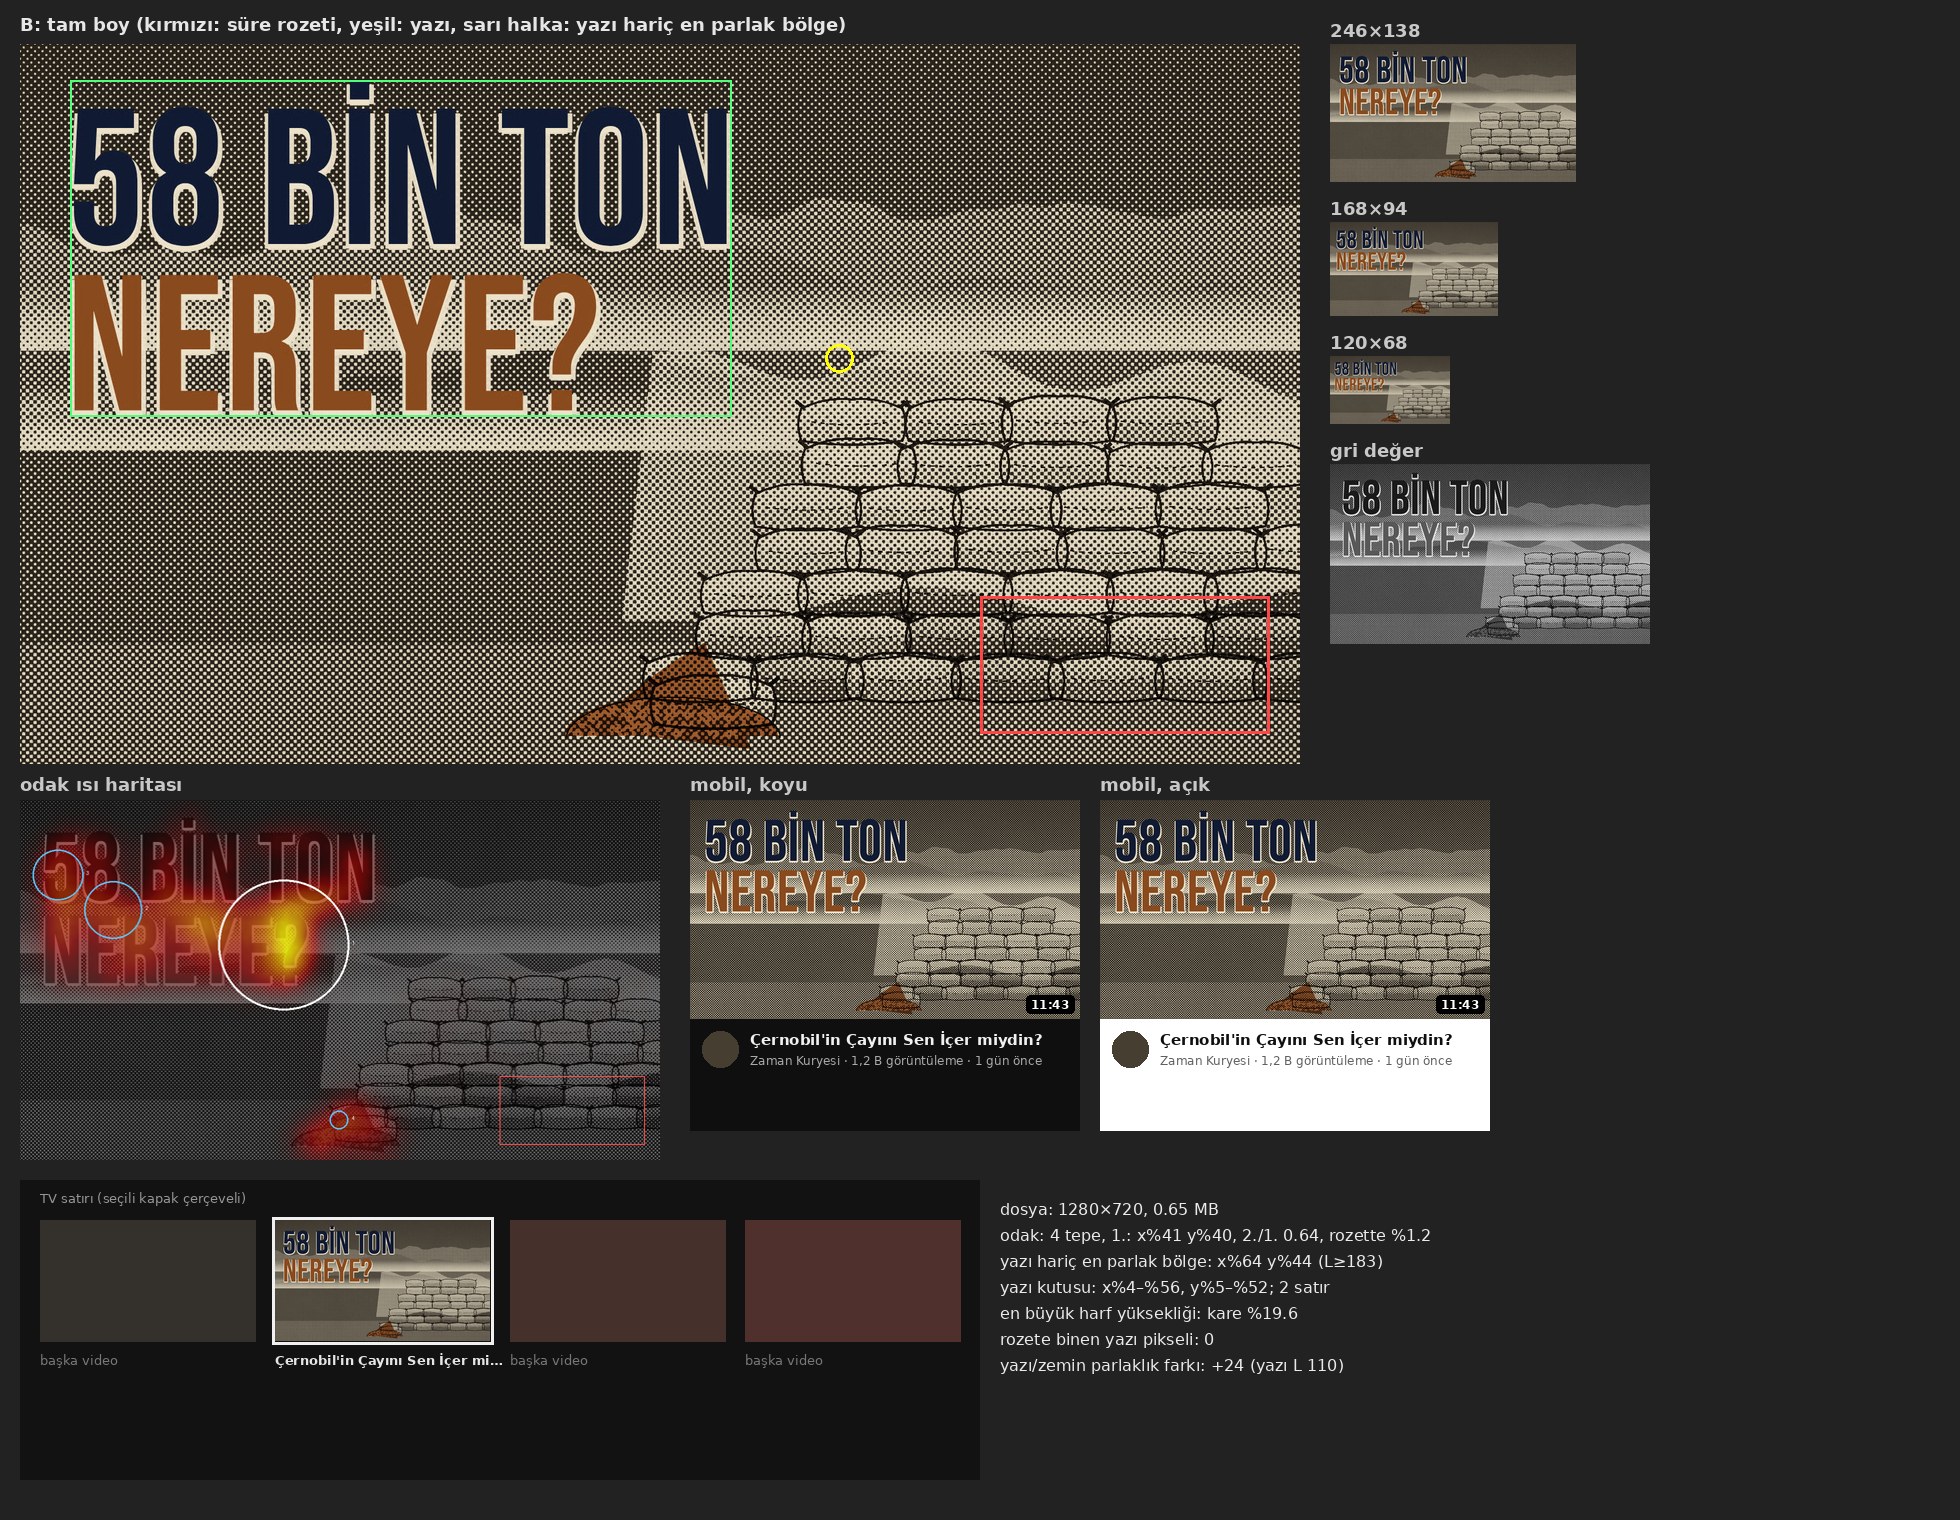 B: tam boy (kırmızı: süre rozeti, yeşil: yazı, sarı halka: yazı hariç en parlak bölge)
58 BİN TON
NEREYE?
246×138
58 BİN TON
NEREYE?
168×94
58 BİN TON
NEREYE?
120×68
58 BİN TON
NEREYE?
gri değer
58 BİN TON
NEREYE?
odak ısı haritası
58 BİN TON
NEREYE?
mobil, koyu
58 BİN TON
NEREYE?
11:43
Çernobil'in Çayını Sen İçer miydin?
Zaman Kuryesi · 1,2 B görüntüleme · 1 gün önce
mobil, açık
58 BİN TON
NEREYE?
11:43
Çernobil'in Çayını Sen İçer miydin?
Zaman Kuryesi · 1,2 B görüntüleme · 1 gün önce
TV satırı (seçili kapak çerçeveli)
58 BİN TON
NEREYE?
başka video
Çernobil'in Çayını Sen İçer mi...
başka video
başka video
dosya: 1280×720, 0.65 MB
odak: 4 tepe, 1.: x%41 y%40, 2./1. 0.64, rozette %1.2
yazı hariç en parlak bölge: x%64 y%44 (L≥183)
yazı kutusu: x%4–%56, y%5–%52; 2 satır
en büyük harf yüksekliği: kare %19.6
rozete binen yazı pikseli: 0
yazı/zemin parlaklık farkı: +24 (yazı L 110)